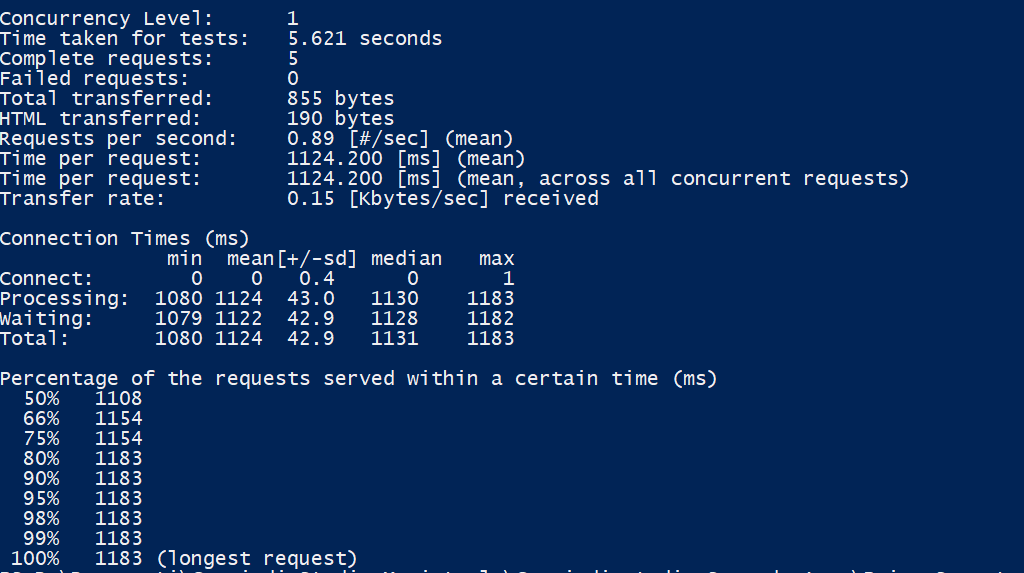 Concurrency Level:      1
Time taken for tests:   5.621 seconds
Complete requests:      5
Failed requests:        0
Total transferred:      855 bytes
HTML transferred:       190 bytes
Requests per second:    0.89 [#/sec] (mean)
Time per request:       1124.200 [ms] (mean)
Time per request:       1124.200 [ms] (mean, across all concurrent requests)
Transfer rate:          0.15 [Kbytes/sec] received

Connection Times (ms)
              min  mean[+/-sd] median   max
Connect:        0    0   0.4      0       1
Processing:  1080 1124  43.0   1130    1183
Waiting:     1079 1122  42.9   1128    1182
Total:       1080 1124  42.9   1131    1183

Percentage of the requests served within a certain time (ms)
  50%   1108
  66%   1154
  75%   1154
  80%   1183
  90%   1183
  95%   1183
  98%   1183
  99%   1183
 100%   1183 (longest request)